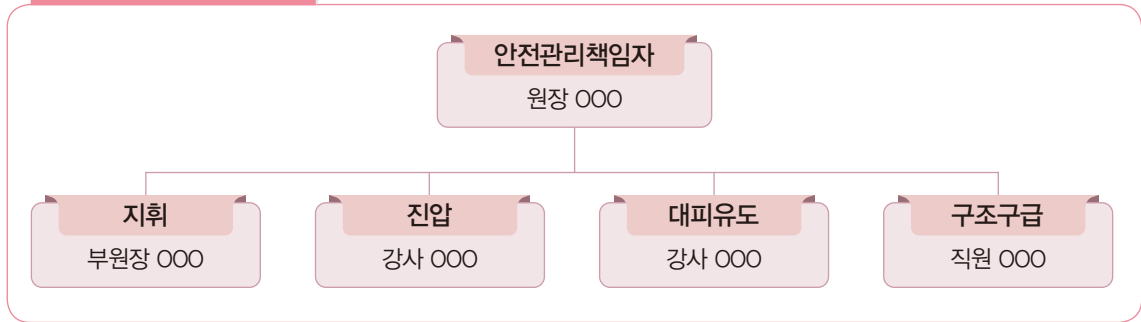 안전관리책임자
원장 OOO
지휘
부원장 OOO
진압
강사 OOO
대피유도
강사 OOO
구조구급
직원 OOO